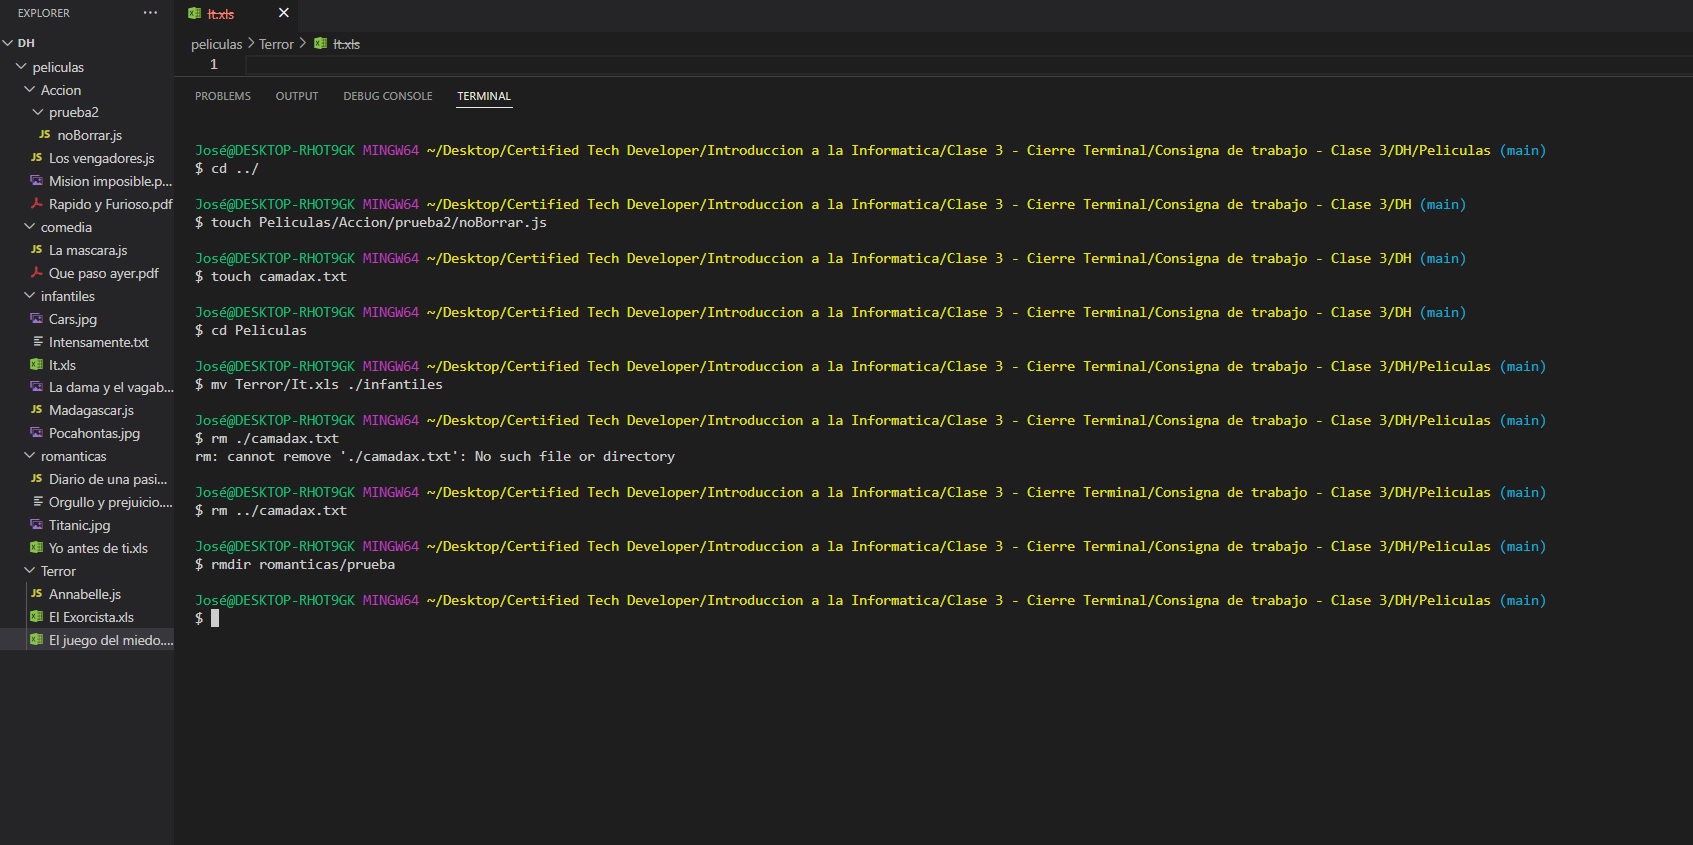 EXPLORER ···
It.xls
DH
peliculas > Terror > It.xls
1
peliculas
Accion
prueba2
noBorrar.js
Los vengadores.js
Mision imposible.p...
Rapido y Furioso.pdf
comedia
La mascara.js
Que paso ayer.pdf
infantiles
Cars.jpg
Intensamente.txt
It.xls
La dama y el vagab...
Madagascar.js
Pocahontas.jpg
romanticas
Diario de una pasi...
Orgullo y prejuicio....
Titanic.jpg
Yo antes de ti.xls
Terror
Annabelle.js
El Exorcista.xls
El juego del miedo....
PROBLEMS OUTPUT DEBUG CONSOLE TERMINAL
José@DESKTOP-RHOT9GK MINGW64 ~/Desktop/Certified Tech Developer/Introduccion a la Informatica/Clase 3 - Cierre Terminal/Consigna de trabajo - Clase 3/DH/Peliculas (main)
$ cd ../
José@DESKTOP-RHOT9GK MINGW64 ~/Desktop/Certified Tech Developer/Introduccion a la Informatica/Clase 3 - Cierre Terminal/Consigna de trabajo - Clase 3/DH (main)
$ touch Peliculas/Accion/prueba2/noBorrar.js
José@DESKTOP-RHOT9GK MINGW64 ~/Desktop/Certified Tech Developer/Introduccion a la Informatica/Clase 3 - Cierre Terminal/Consigna de trabajo - Clase 3/DH (main)
$ touch camadax.txt
José@DESKTOP-RHOT9GK MINGW64 ~/Desktop/Certified Tech Developer/Introduccion a la Informatica/Clase 3 - Cierre Terminal/Consigna de trabajo - Clase 3/DH (main)
$ cd Peliculas
José@DESKTOP-RHOT9GK MINGW64 ~/Desktop/Certified Tech Developer/Introduccion a la Informatica/Clase 3 - Cierre Terminal/Consigna de trabajo - Clase 3/DH/Peliculas (main)
$ mv Terror/It.xls ./infantiles
José@DESKTOP-RHOT9GK MINGW64 ~/Desktop/Certified Tech Developer/Introduccion a la Informatica/Clase 3 - Cierre Terminal/Consigna de trabajo - Clase 3/DH/Peliculas (main)
$ rm ./camadax.txt
rm: cannot remove './camadax.txt': No such file or directory
José@DESKTOP-RHOT9GK MINGW64 ~/Desktop/Certified Tech Developer/Introduccion a la Informatica/Clase 3 - Cierre Terminal/Consigna de trabajo - Clase 3/DH/Peliculas (main)
$ rm ../camadax.txt
José@DESKTOP-RHOT9GK MINGW64 ~/Desktop/Certified Tech Developer/Introduccion a la Informatica/Clase 3 - Cierre Terminal/Consigna de trabajo - Clase 3/DH/Peliculas (main)
$ rmdir romanticas/prueba
José@DESKTOP-RHOT9GK MINGW64 ~/Desktop/Certified Tech Developer/Introduccion a la Informatica/Clase 3 - Cierre Terminal/Consigna de trabajo - Clase 3/DH/Peliculas (main)
$